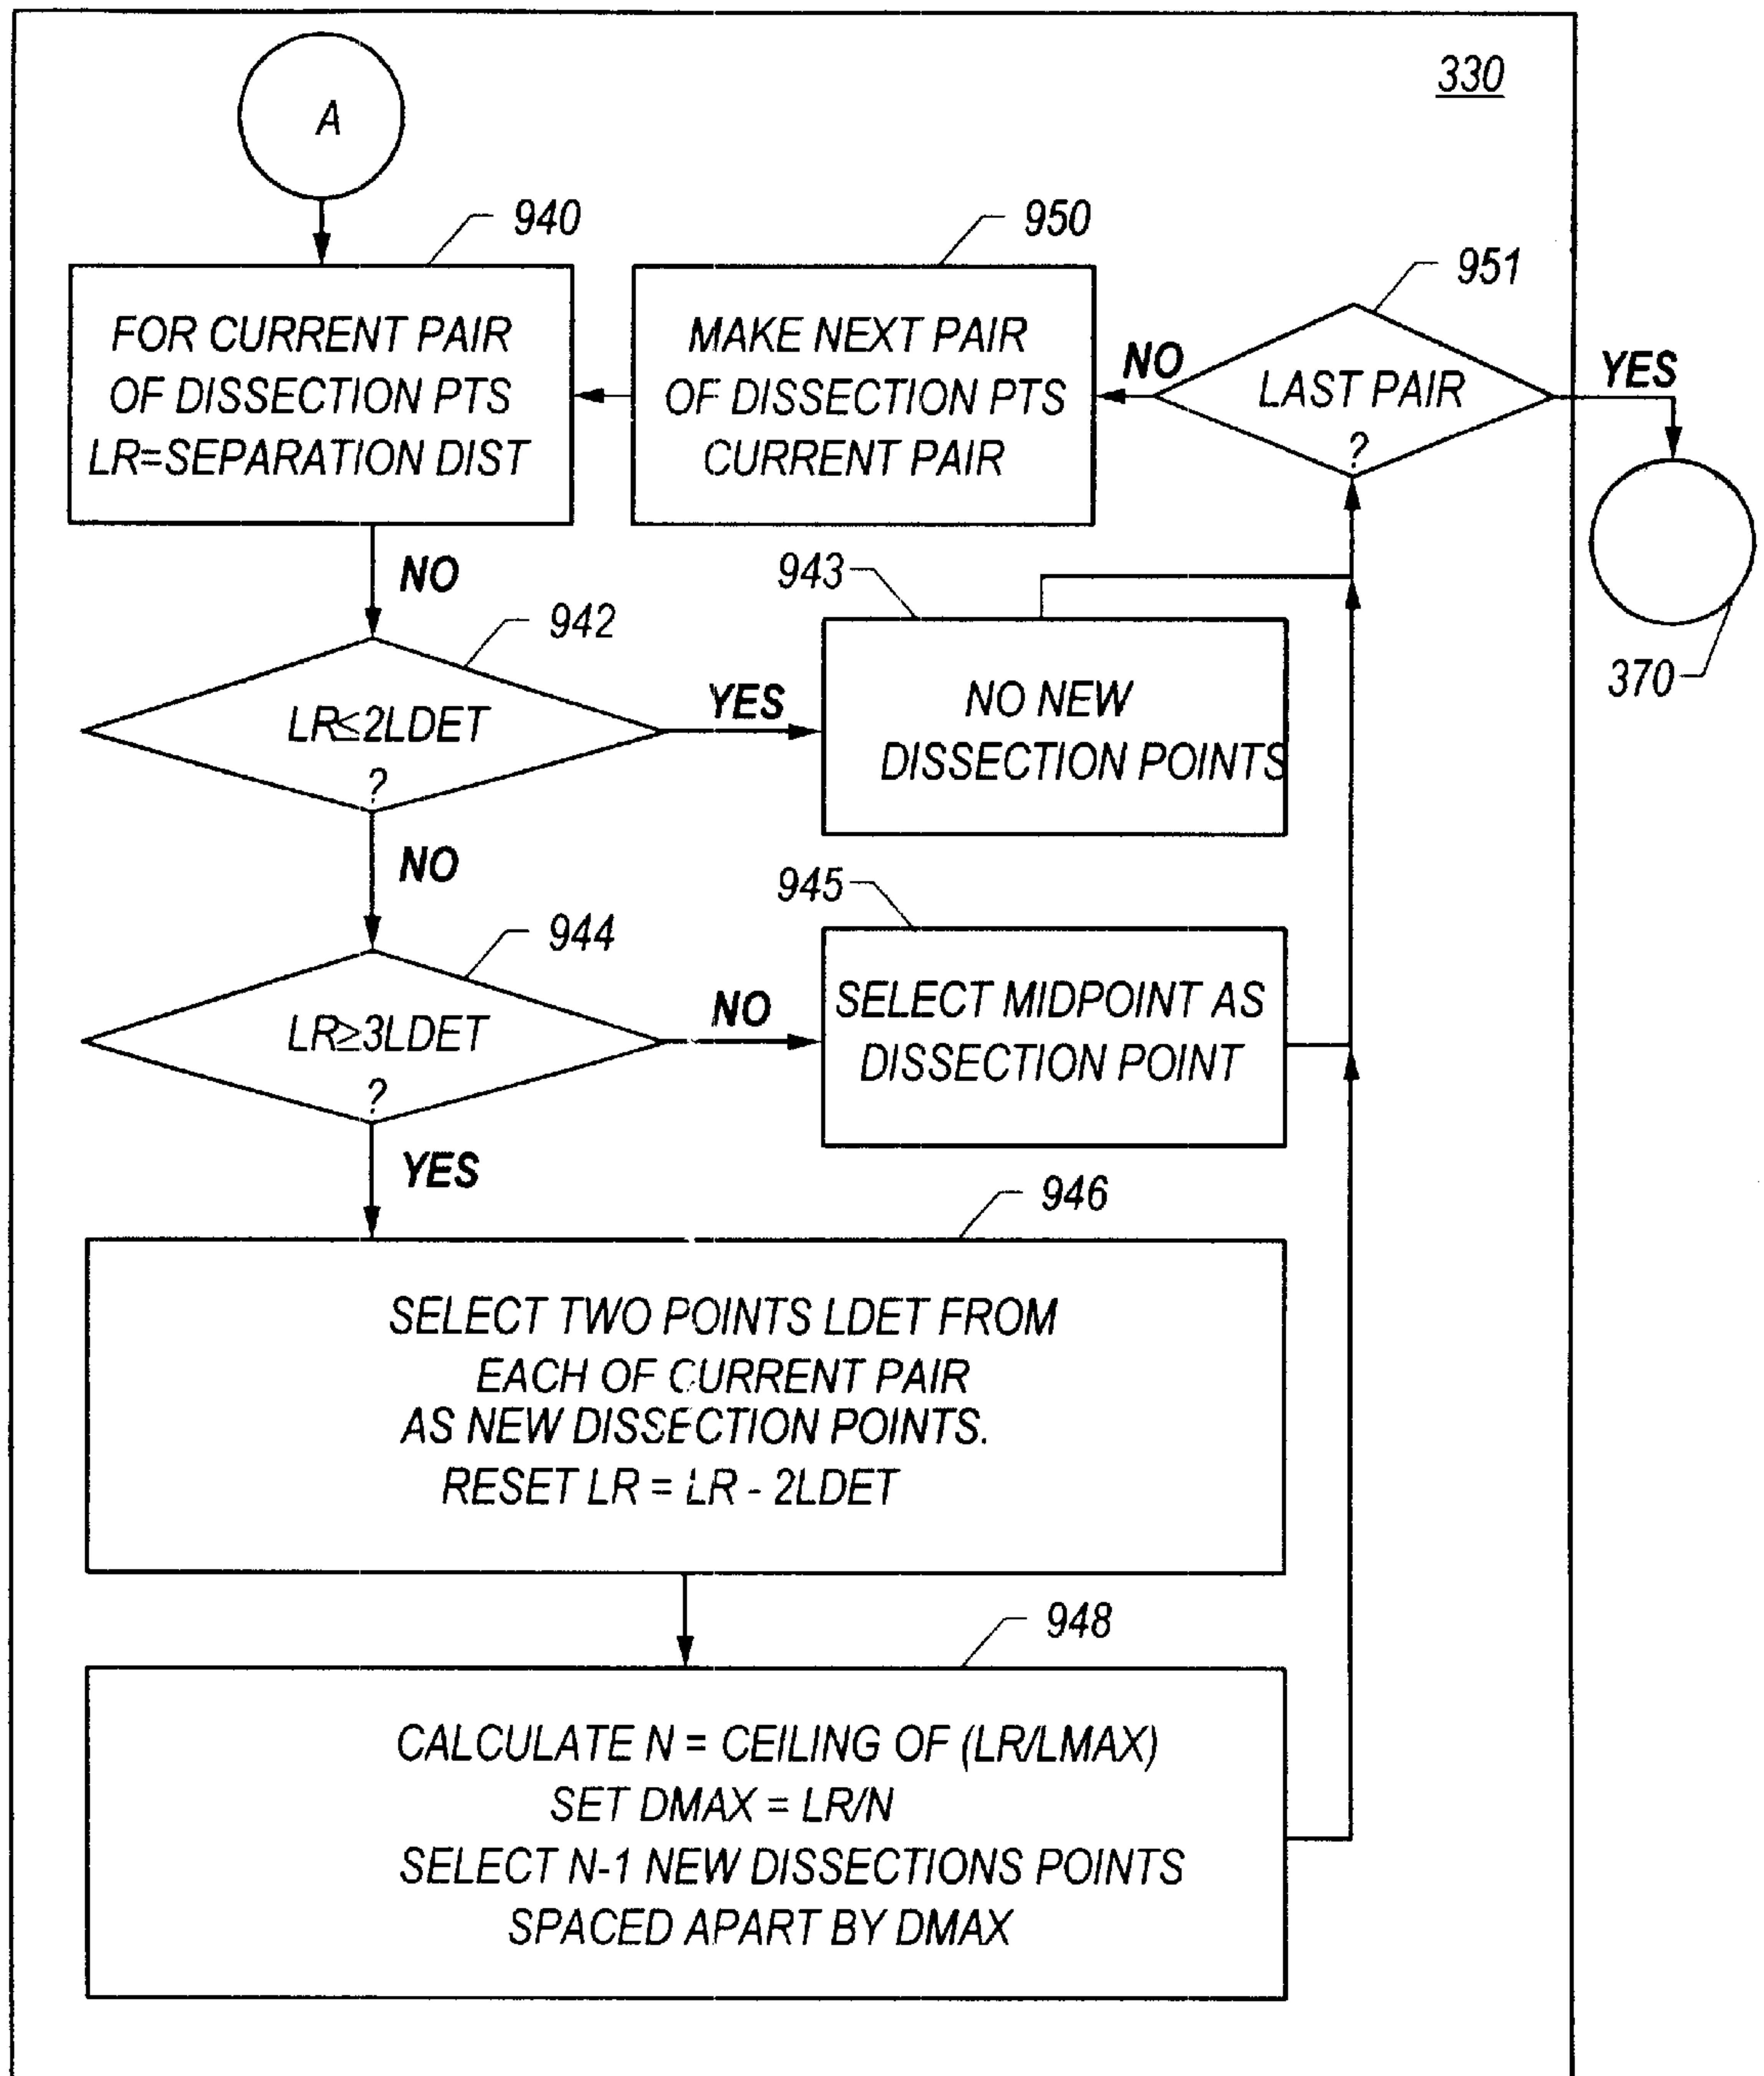 330
A
940
FOR CURRENT PAIR
OF DISSECTION PTS
LR=SEPARATION DIST
950
MAKE NEXT PAIR
OF DISSECTION PTS
CURRENT PAIR
951
LAST PAIR
?
NO
YES
370
NO
942
LR≤2LDET
?
YES
943
NO NEW
DISSECTION POINTS
NO
944
LR≥3LDET
?
NO
945
SELECT MIDPOINT AS
DISSECTION POINT
YES
946
SELECT TWO POINTS LDET FROM
EACH OF CURRENT PAIR
AS NEW DISSECTION POINTS.
RESET LR = LR - 2LDET
948
CALCULATE N = CEILING OF (LR/LMAX)
SET DMAX = LR/N
SELECT N-1 NEW DISSECTIONS POINTS
SPACED APART BY DMAX